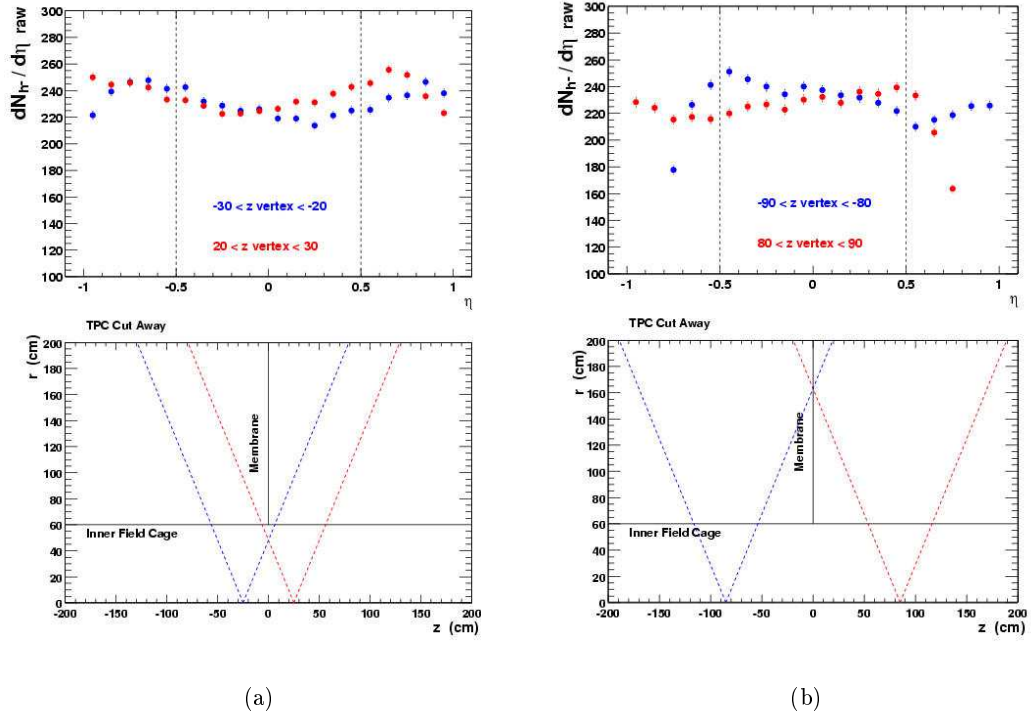 dN_h- / dη raw
300
280
260
240
220
200
180
160
140
120
100
-30 < z vertex < -20
20 < z vertex < 30
-1 -0.5 0 0.5 1
η
TPC Cut Away
r (cm)
200
180
160
140
120
100
80
60
40
20
0
Membrane
Inner Field Cage
-200 -150 -100 -50 0 50 100 150 200
z (cm)
(a)
dN_h- / dη raw
300
280
260
240
220
200
180
160
140
120
100
-90 < z vertex < -80
80 < z vertex < 90
-1 -0.5 0 0.5 1
η
TPC Cut Away
r (cm)
200
180
160
140
120
100
80
60
40
20
0
Membrane
Inner Field Cage
-200 -150 -100 -50 0 50 100 150 200
z (cm)
(b)